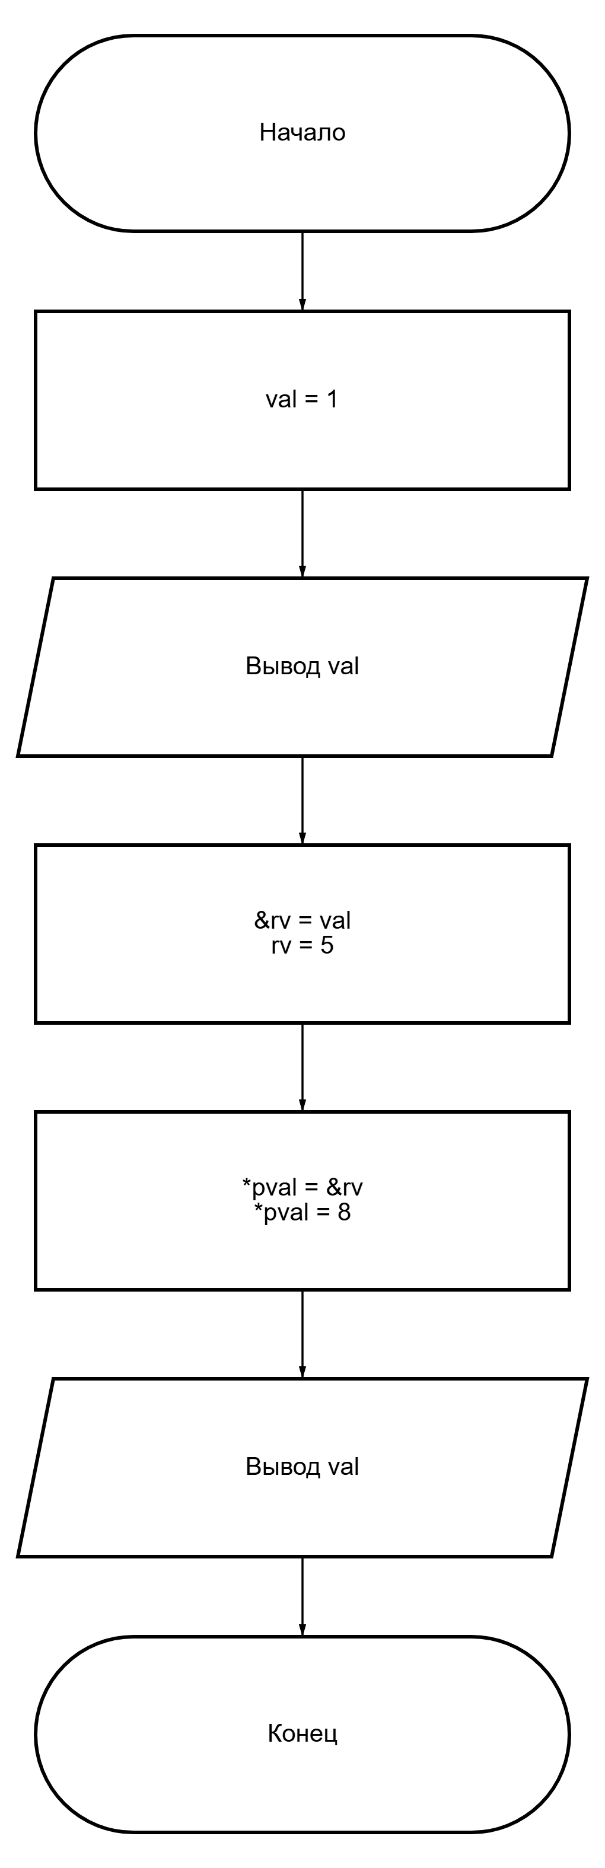 Начало
val = 1
Вывод val
&rv = val
rv = 5
*pval = &rv
*pval = 8
Вывод val
Конец